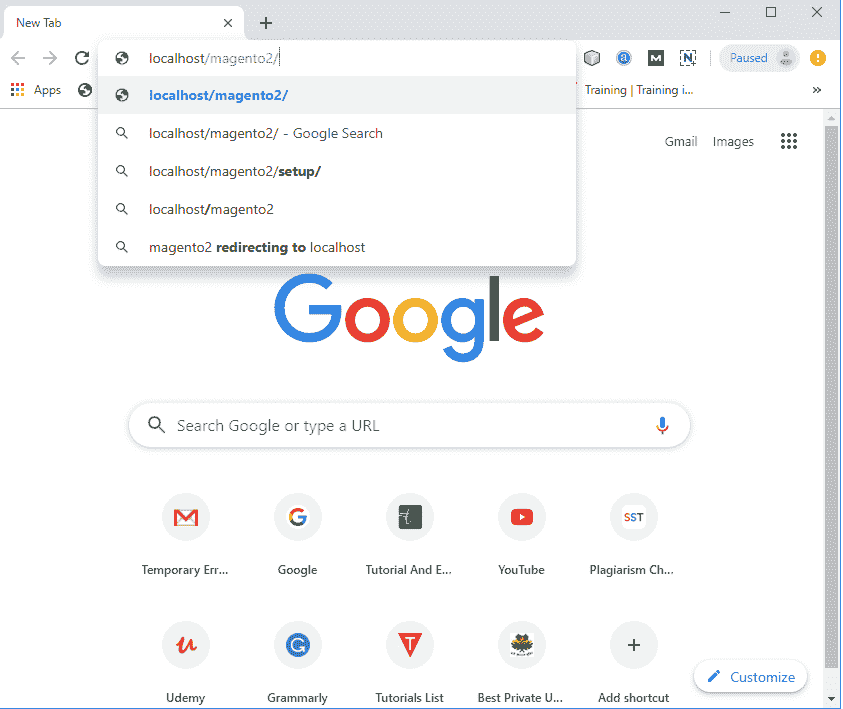 New Tab
localhost/magento2/
Paused
Apps
localhost/magento2/
Training | Training i...
»
localhost/magento2/ - Google Search
Gmail Images
localhost/magento2/setup/
localhost/magento2
magento2 redirecting to localhost
Google
Search Google or type a URL
SST
Temporary Err... Google Tutorial And E... YouTube Plagiarism Ch...
Udemy Grammarly Tutorials List Best Private U... Add shortcut
Customize